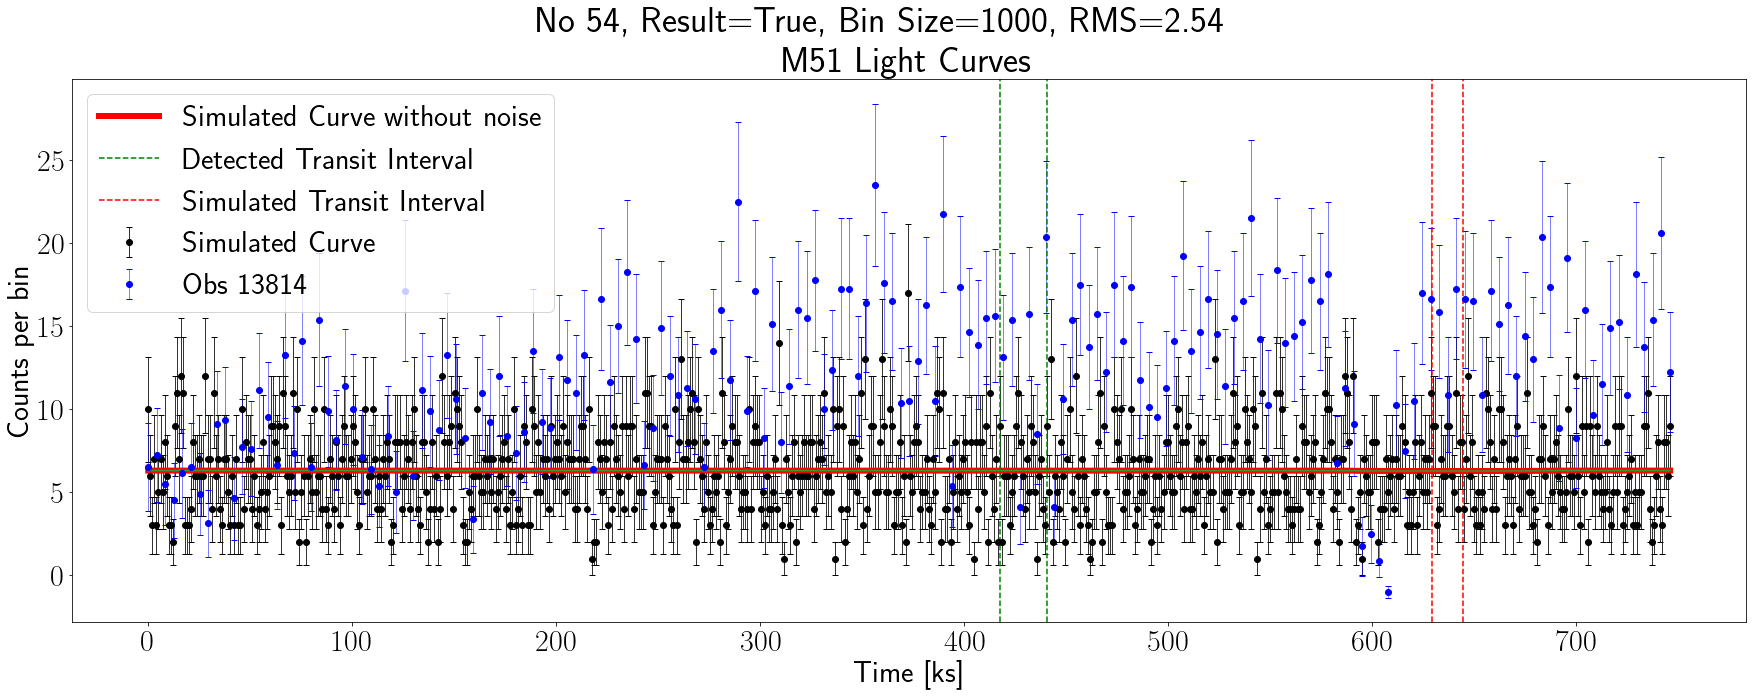 No 54, Result=True, Bin Size=1000, RMS=2.54
M51 Light Curves
Simulated Curve without noise
Detected Transit Interval
Simulated Transit Interval
Simulated Curve
Obs 13814
Counts per bin
25
20
15
10
5
0
0 100 200 300 400 500 600 700
Time [ks]